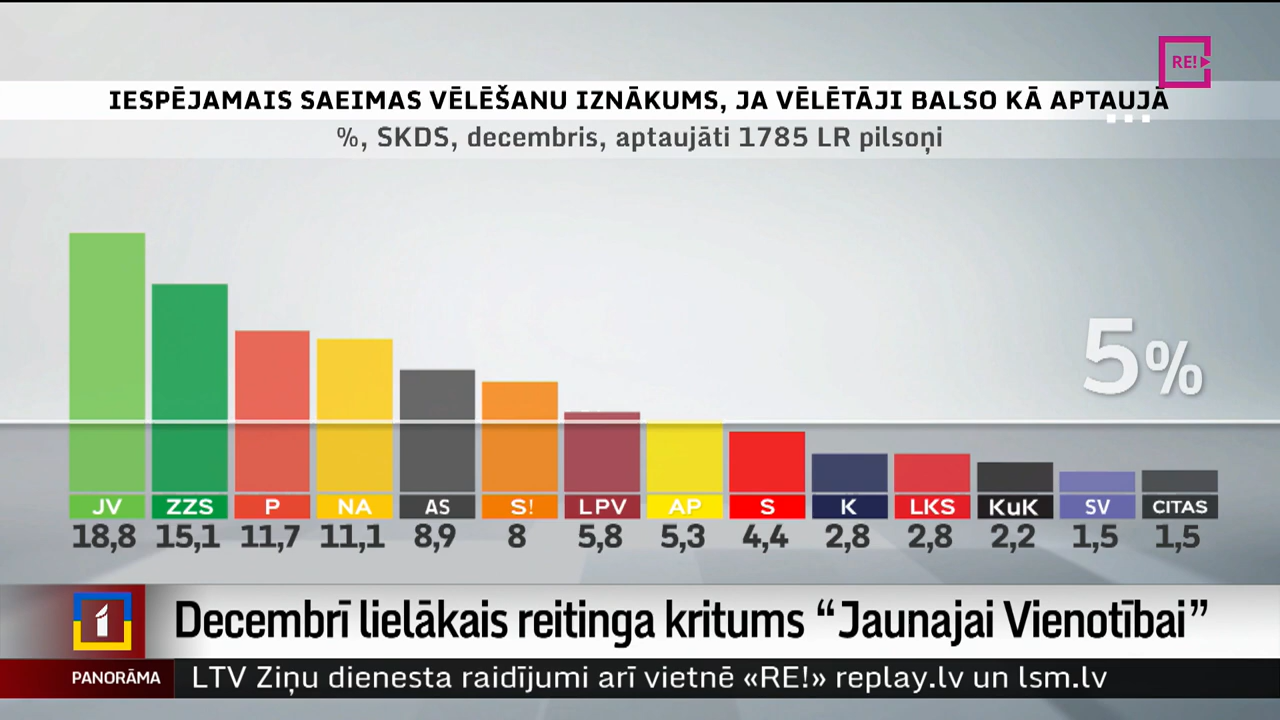 RE!
IESPĒJAMAIS SAEIMAS VĒLĒŠANU IZNĀKUMS, JA VĒLĒTĀJI BALSO KĀ APTAUJĀ
%, SKDS, decembris, aptaujāti 1785 LR pilsoņi
5%
JV ZZS P NA AS S! LPV AP S K LKS KuK SV CITAS
18,8 15,1 11,7 11,1 8,9 8 5,8 5,3 4,4 2,8 2,8 2,2 1,5 1,5
1 Decembrī lielākais reitinga kritums “Jaunajai Vienotībai”
PANORĀMA LTV Ziņu dienesta raidījumi arī vietnē «RE!» replay.lv un lsm.lv